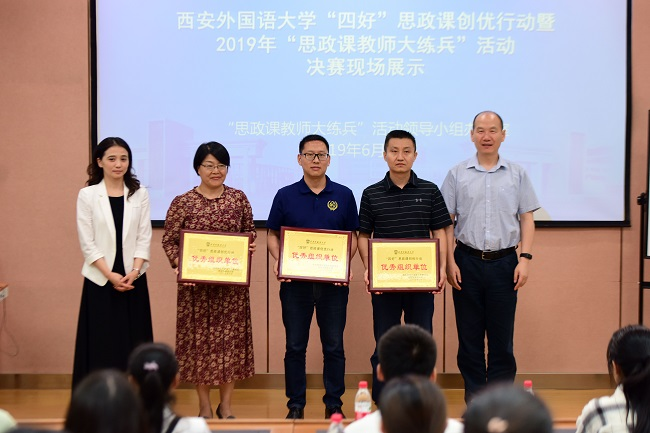 西安外国语大学“四好”思政课创优行动暨
2019年“思政课教师大练兵”活动
决赛现场展示
“思政课教师大练兵”活动领导小组
19年6月
优秀组织单位
优秀组织单位
优秀组织单位